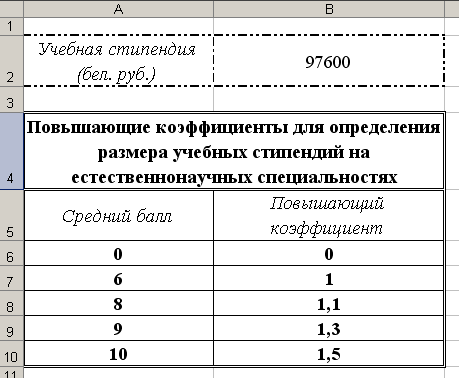 A B
1
2 Учебная стипендия
(бел. руб.) 97600
3
4 Повышающие коэффициенты для определения
размера учебных стипендий на
естественнонаучных специальностях
5 Средний балл Повышающий
коэффициент
6 0 0
7 6 1
8 8 1,1
9 9 1,3
10 10 1,5
11